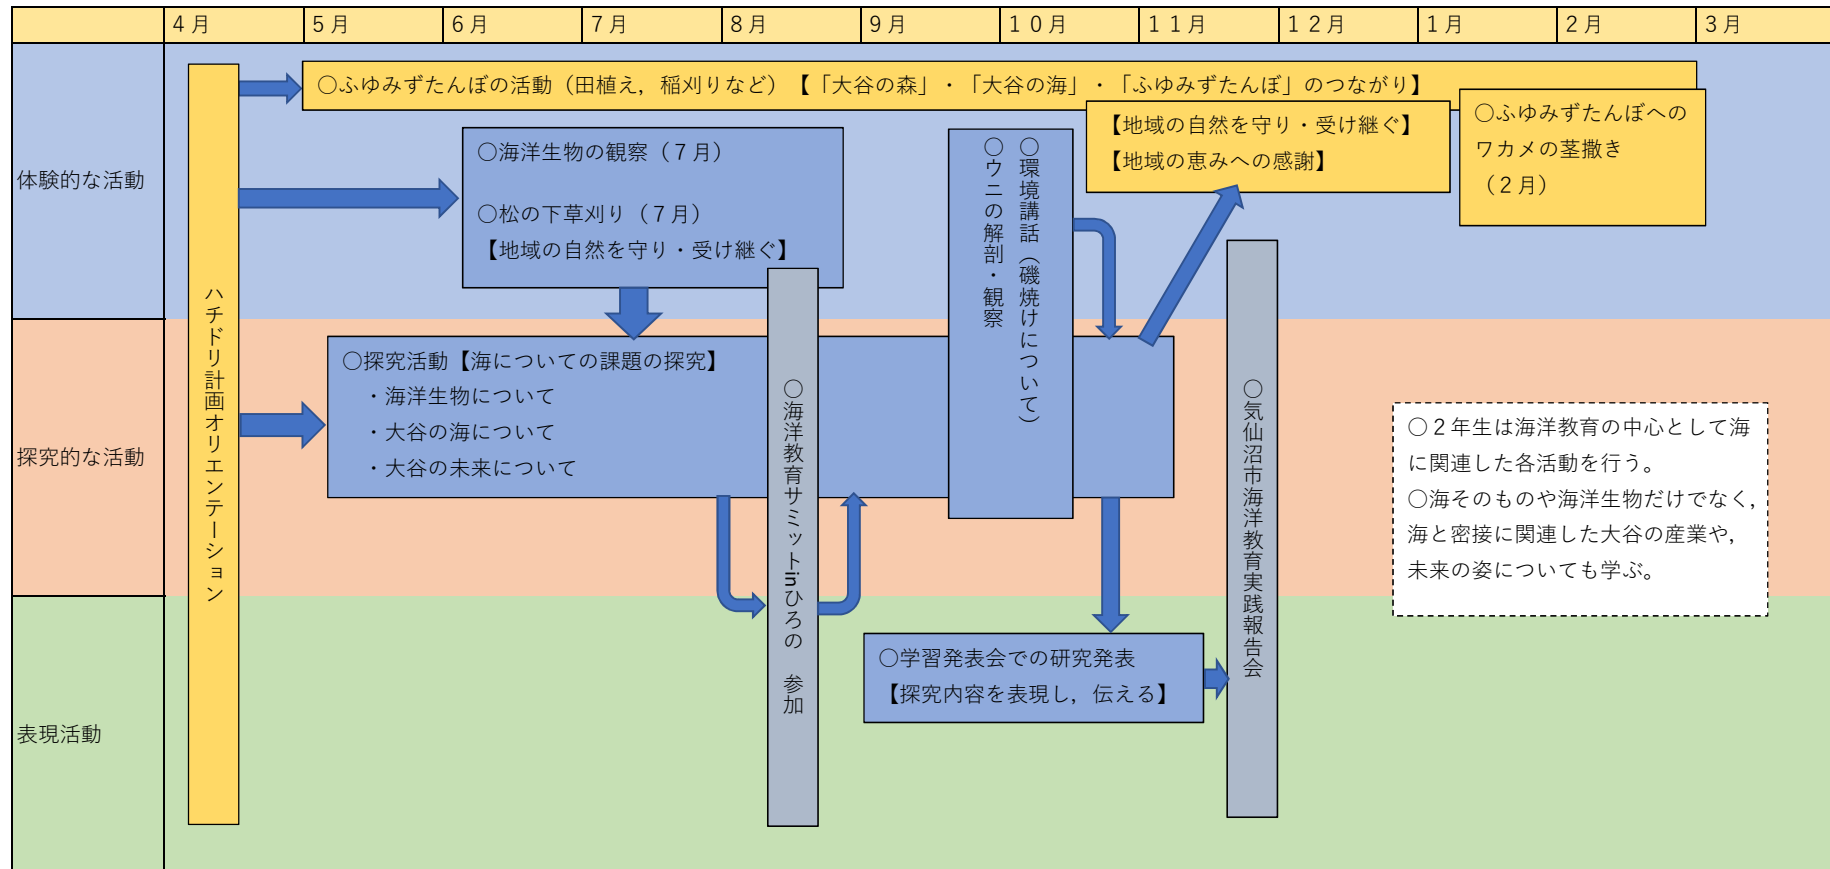 4月 5月 6月 7月 8月 9月 10月 11月 12月 1月 2月 3月
体験的な活動
探究的な活動
表現活動
ハチドリ計画オリエンテーション
○ふゆみずたんぼの活動（田植え，稲刈りなど）【「大谷の森」・「大谷の海」・「ふゆみずたんぼ」のつながり】
【地域の自然を守り・受け継ぐ】
【地域の恵みへの感謝】
○ふゆみずたんぼへの
ワカメの茎撒き
（２月）
○海洋生物の観察（７月）
○松の下草刈り（７月）
【地域の自然を守り・受け継ぐ】
○環境講話（磯焼けについて）
○ウニの解剖・観察
○探究活動【海についての課題の探究】
・海洋生物について
・大谷の海について
・大谷の未来について
○海洋教育サミットinひろの　参加
○学習発表会での研究発表
【探究内容を表現し，伝える】
○気仙沼市海洋教育実践報告会
○２年生は海洋教育の中心として海
に関連した各活動を行う。
○海そのものや海洋生物だけでなく，
海と密接に関連した大谷の産業や，
未来の姿についても学ぶ。